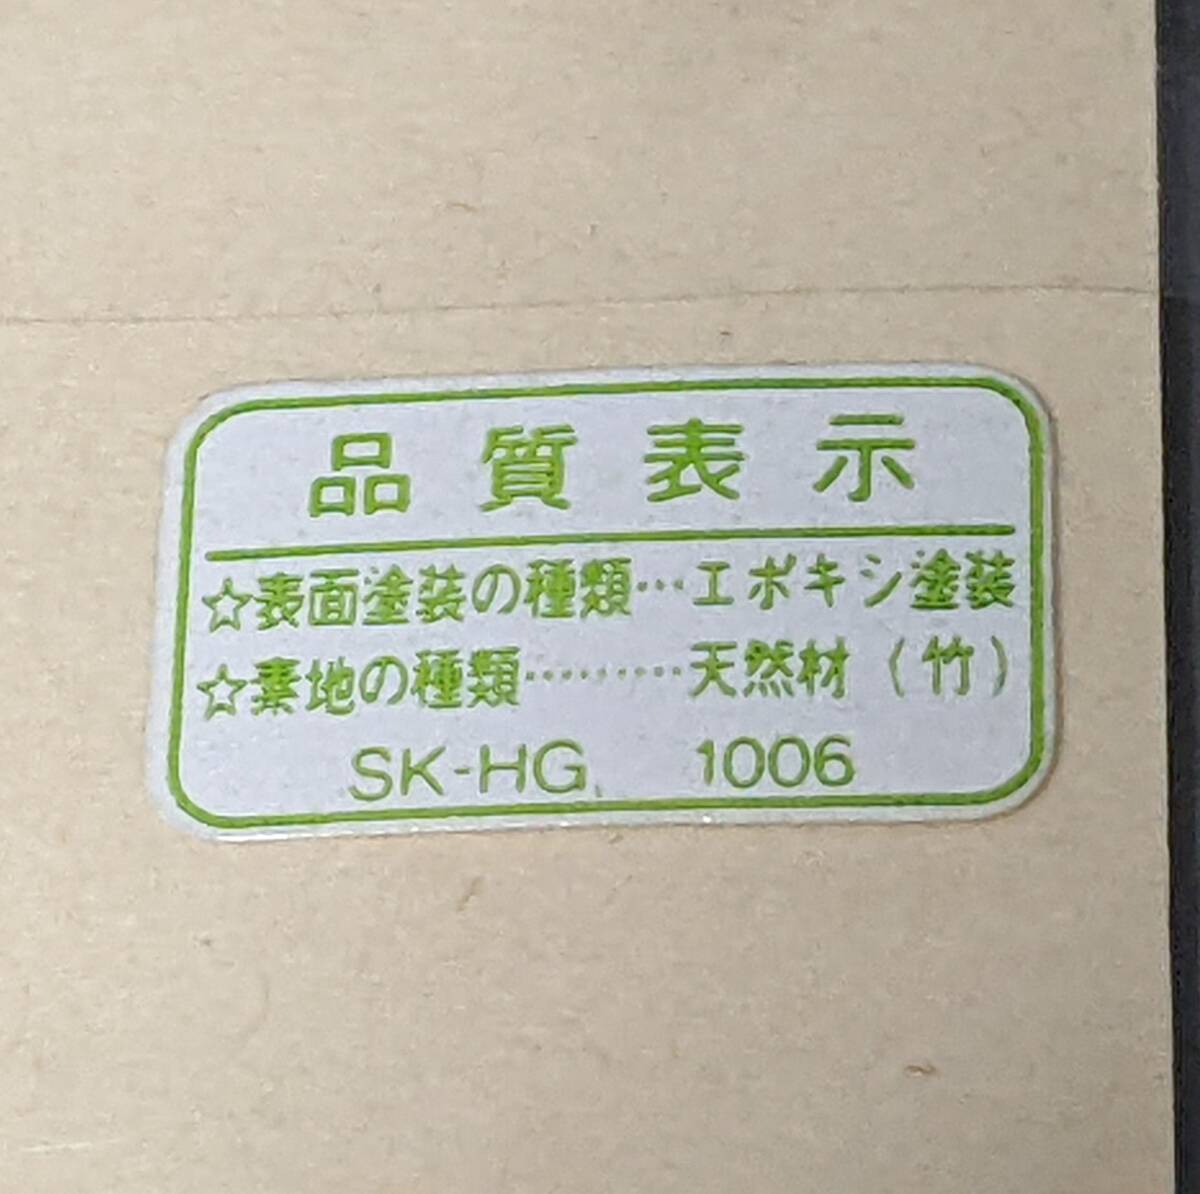 品質表示
☆表面塗装の種類…エポキシ塗装
☆素地の種類………天然材（竹）
SK-HG 1006